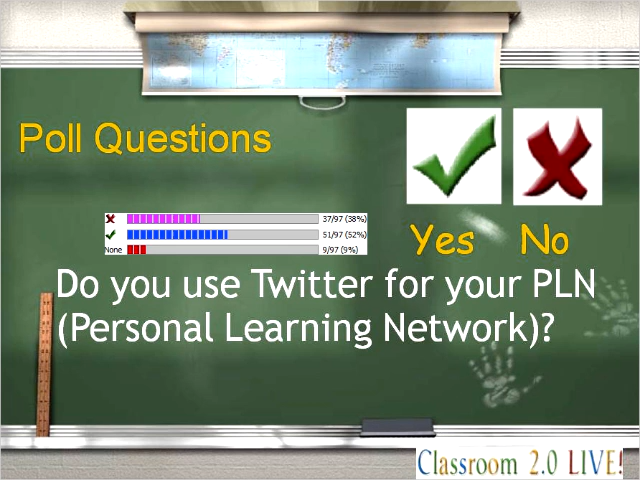 Poll Questions
37/97 (38%)
51/97 (52%)
None 9/97 (9%)
Yes No
Do you use Twitter for your PLN
(Personal Learning Network)?
Classroom 2.0 LIVE!